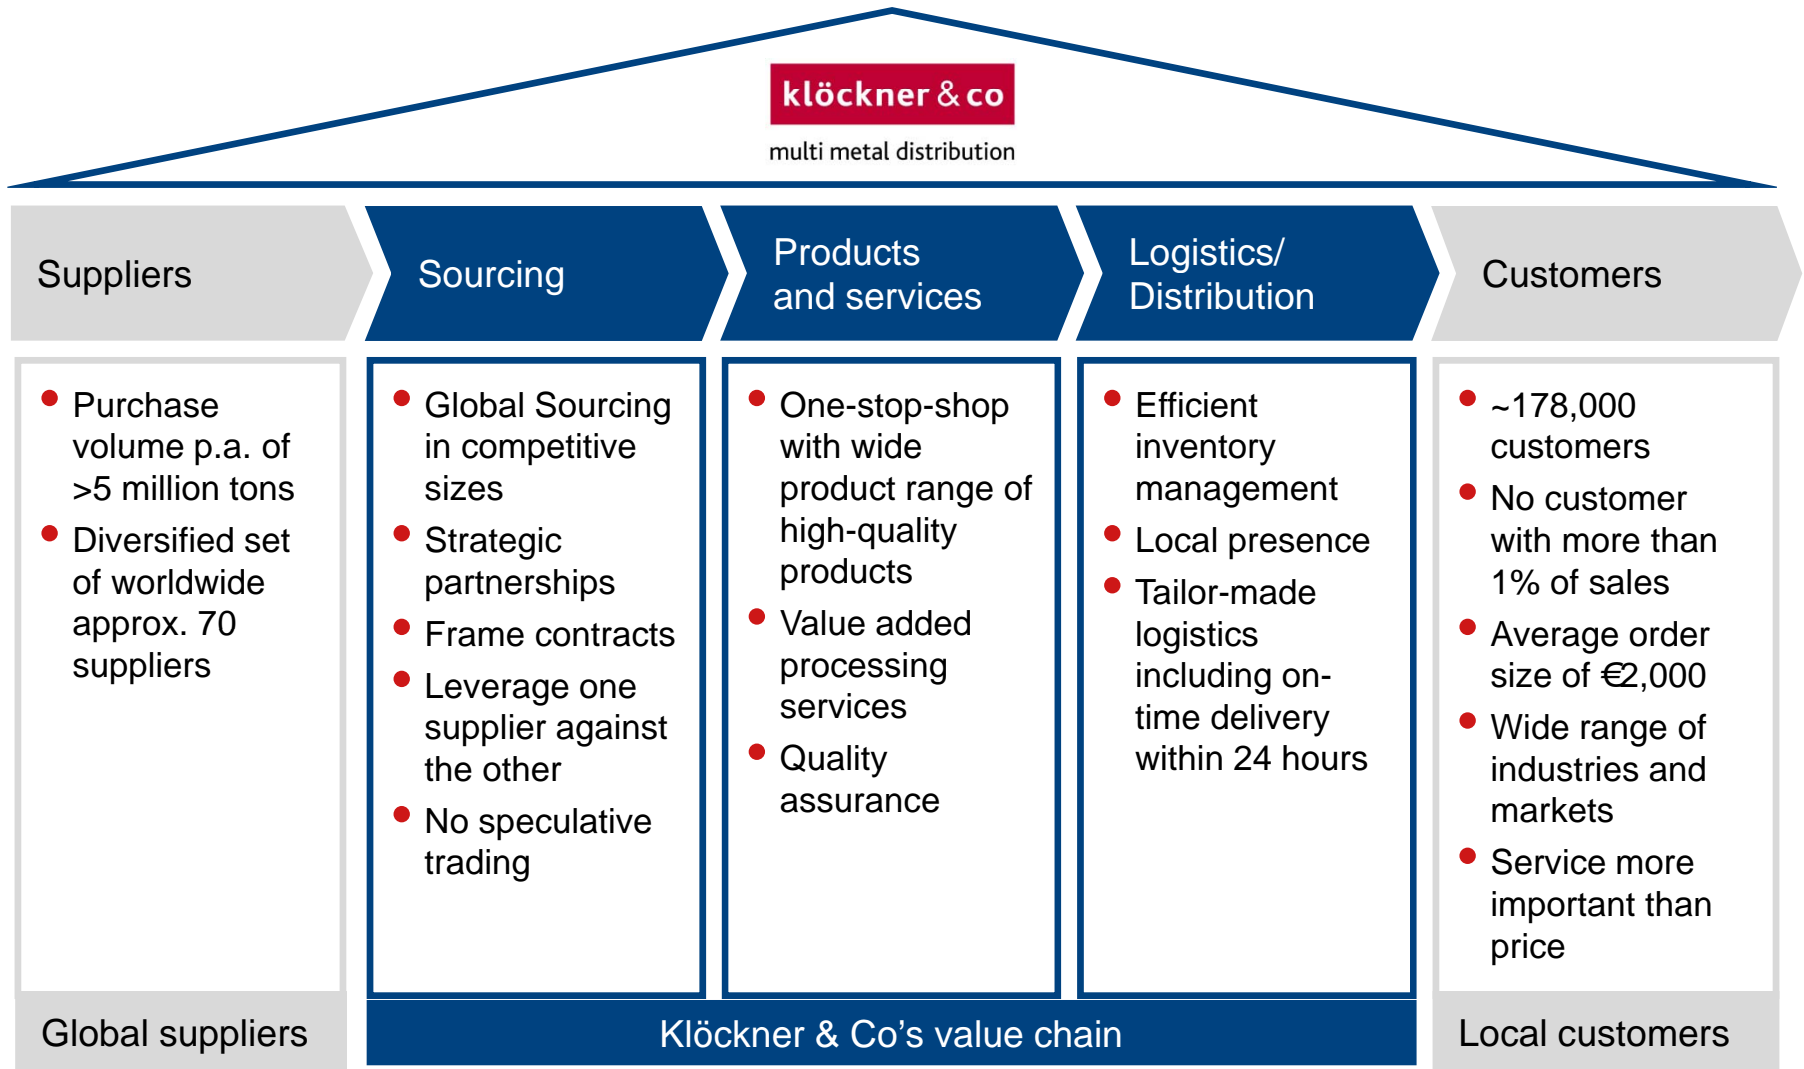 klöckner & co
multi metal distribution
Suppliers
Sourcing
Products
and services
Logistics/
Distribution
Customers
Purchase
volume p.a. of
>5 million tons
Diversified set
of worldwide
approx. 70
suppliers
Global Sourcing
in competitive
sizes
Strategic
partnerships
Frame contracts
Leverage one
supplier against
the other
No speculative
trading
One-stop-shop
with wide
product range of
high-quality
products
Value added
processing
services
Quality
assurance
Efficient
inventory
management
Local presence
Tailor-made
logistics
including on-
time delivery
within 24 hours
~178,000
customers
No customer
with more than
1% of sales
Average order
size of €2,000
Wide range of
industries and
markets
Service more
important than
price
Global suppliers
Klöckner & Co’s value chain
Local customers